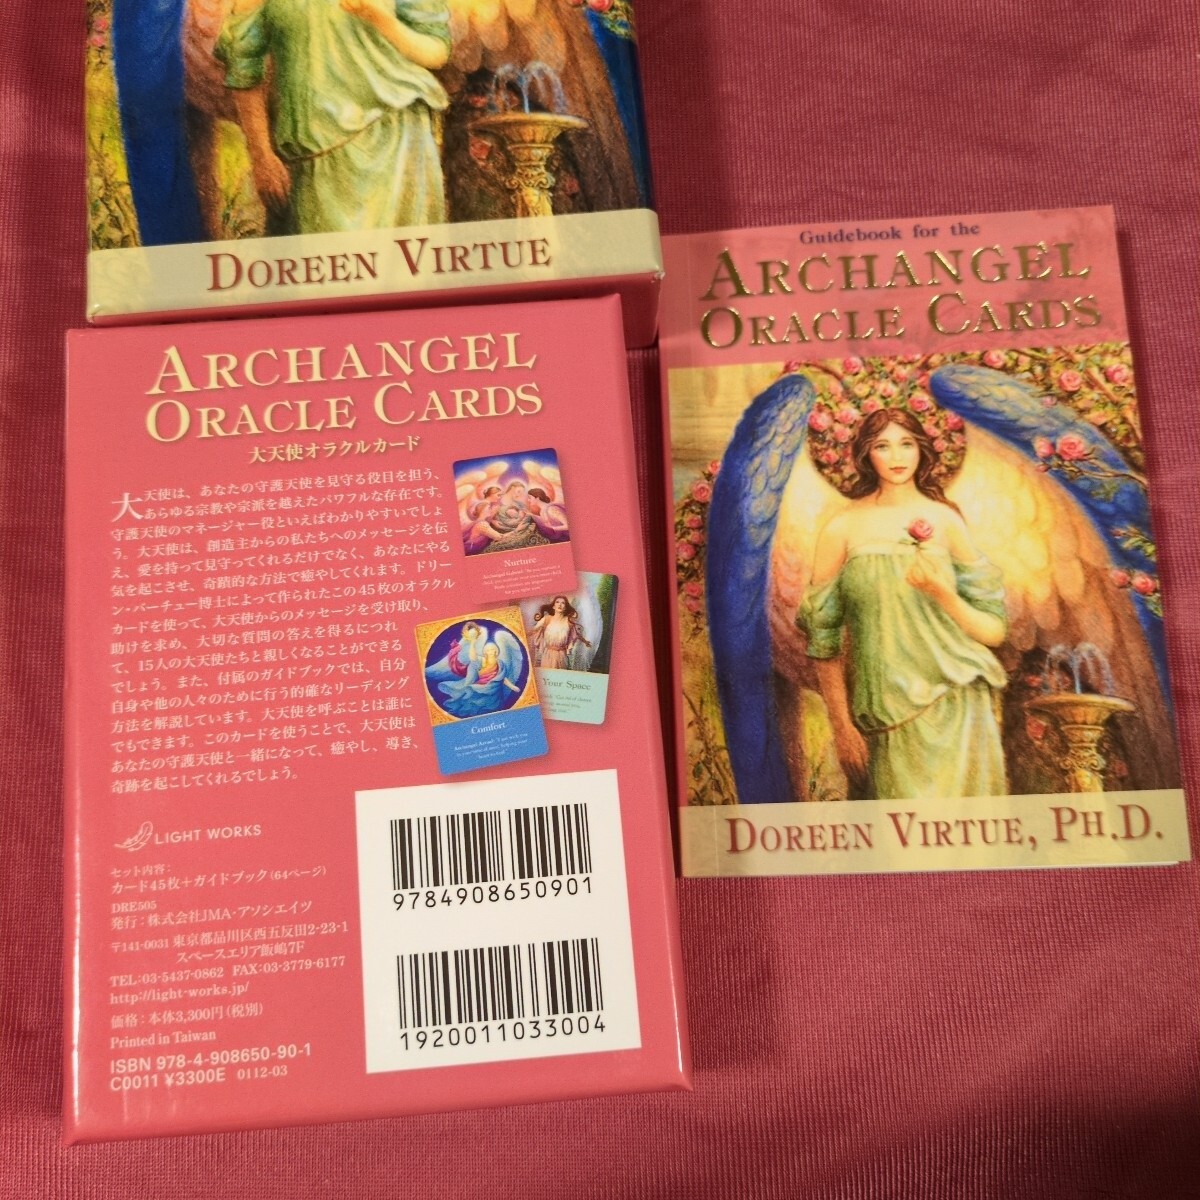 DOREEN VIRTUE
ARCHANGEL
ORACLE CARDS
大天使オラクルカード
大天使は、あなたの守護天使を見守る役目を担う、
あらゆる宗教や宗派を越えたパワフルな存在です。
守護天使のマネージャー役といえばわかりやすいでしょ
う。大天使は、創造主からの私たちへのメッセージを伝
え、愛を持って見守ってくれるだけでなく、あなたにやる
気を起こさせ、奇蹟的な方法で癒やしてくれます。ドリー
ン・バーチュー博士によって作られたこの45枚のオラクル
カードを使って、大天使からのメッセージを受け取り、
助けを求め、大切な質問の答えを得るにつれ
て、15人の大天使たちと親しくなることができる
でしょう。また、付属のガイドブックでは、自分
自身や他の人々のために行う的確なリーディング
方法を解説しています。大天使を呼ぶことは誰に
でもできます。このカードを使うことで、大天使は
あなたの守護天使と一緒になって、癒やし、導き、
奇跡を起こしてくれるでしょう。
Nurture
Your Space
Comfort
LIGHT WORKS
セット内容：
カード45枚＋ガイドブック（64ページ）
DRE505
発行：株式会社JMA・アソシエイツ
〒141-0031 東京都品川区西五反田2-23-1
スペースエリア飯嶋7F
TEL:03-5437-0862 FAX:03-3779-6177
http://light-works.jp/
価格：本体3,300円（税別）
Printed in Taiwan
ISBN 978-4-908650-90-1
C0011 ¥3300E 0112-03
9784908650901
1920011033004
Guidebook for the
ARCHANGEL
ORACLE CARDS
DOREEN VIRTUE, PH.D.